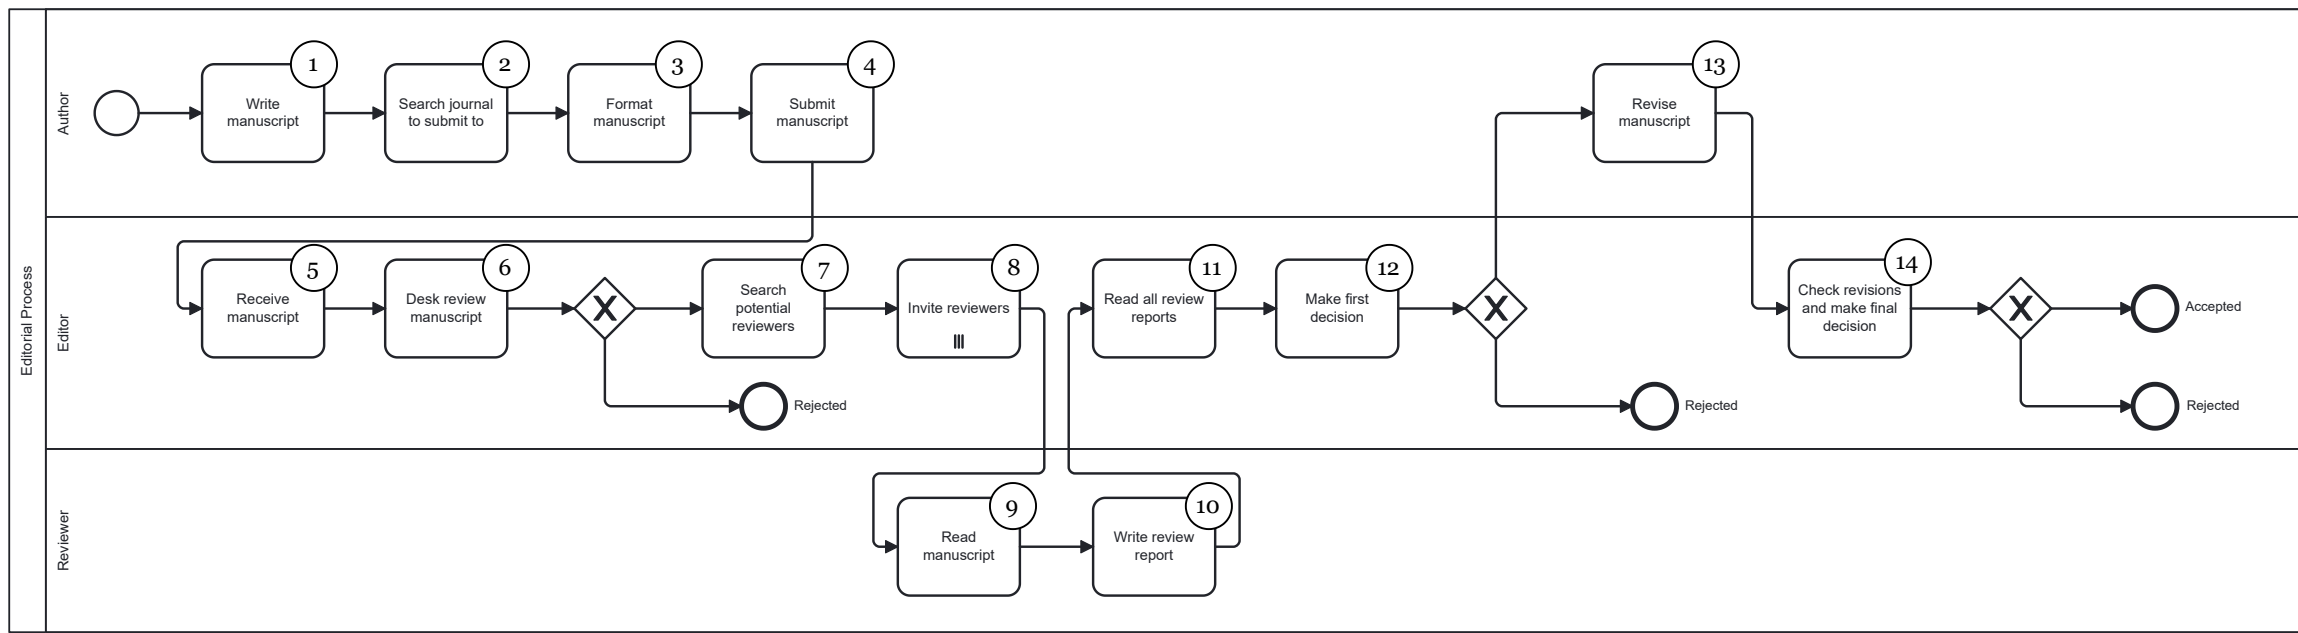 Editorial Process
Author
1
Write
manuscript
2
Search journal
to submit to
3
Format
manuscript
4
Submit
manuscript
13
Revise
manuscript
Editor
5
Receive
manuscript
6
Desk review
manuscript
X
Rejected
7
Search
potential
reviewers
8
Invite reviewers
11
Read all review
reports
12
Make first
decision
X
Rejected
14
Check revisions
and make final
decision
X
Accepted
Rejected
Reviewer
9
Read
manuscript
10
Write review
report